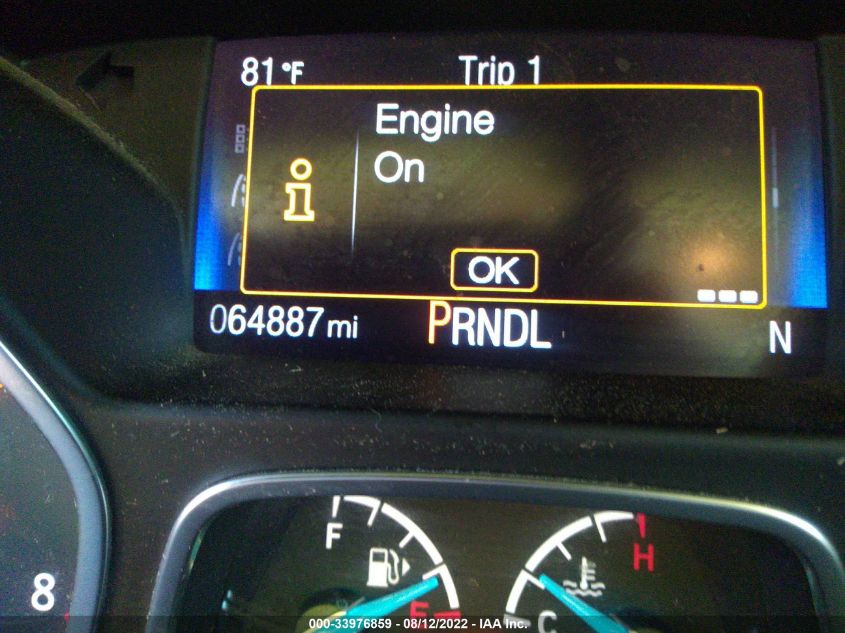 81°F Trip 1
Engine
On
OK
064887 mi PRNDL N
F H
8 E C
000-33976859 - 08/12/2022 - IAA Inc.